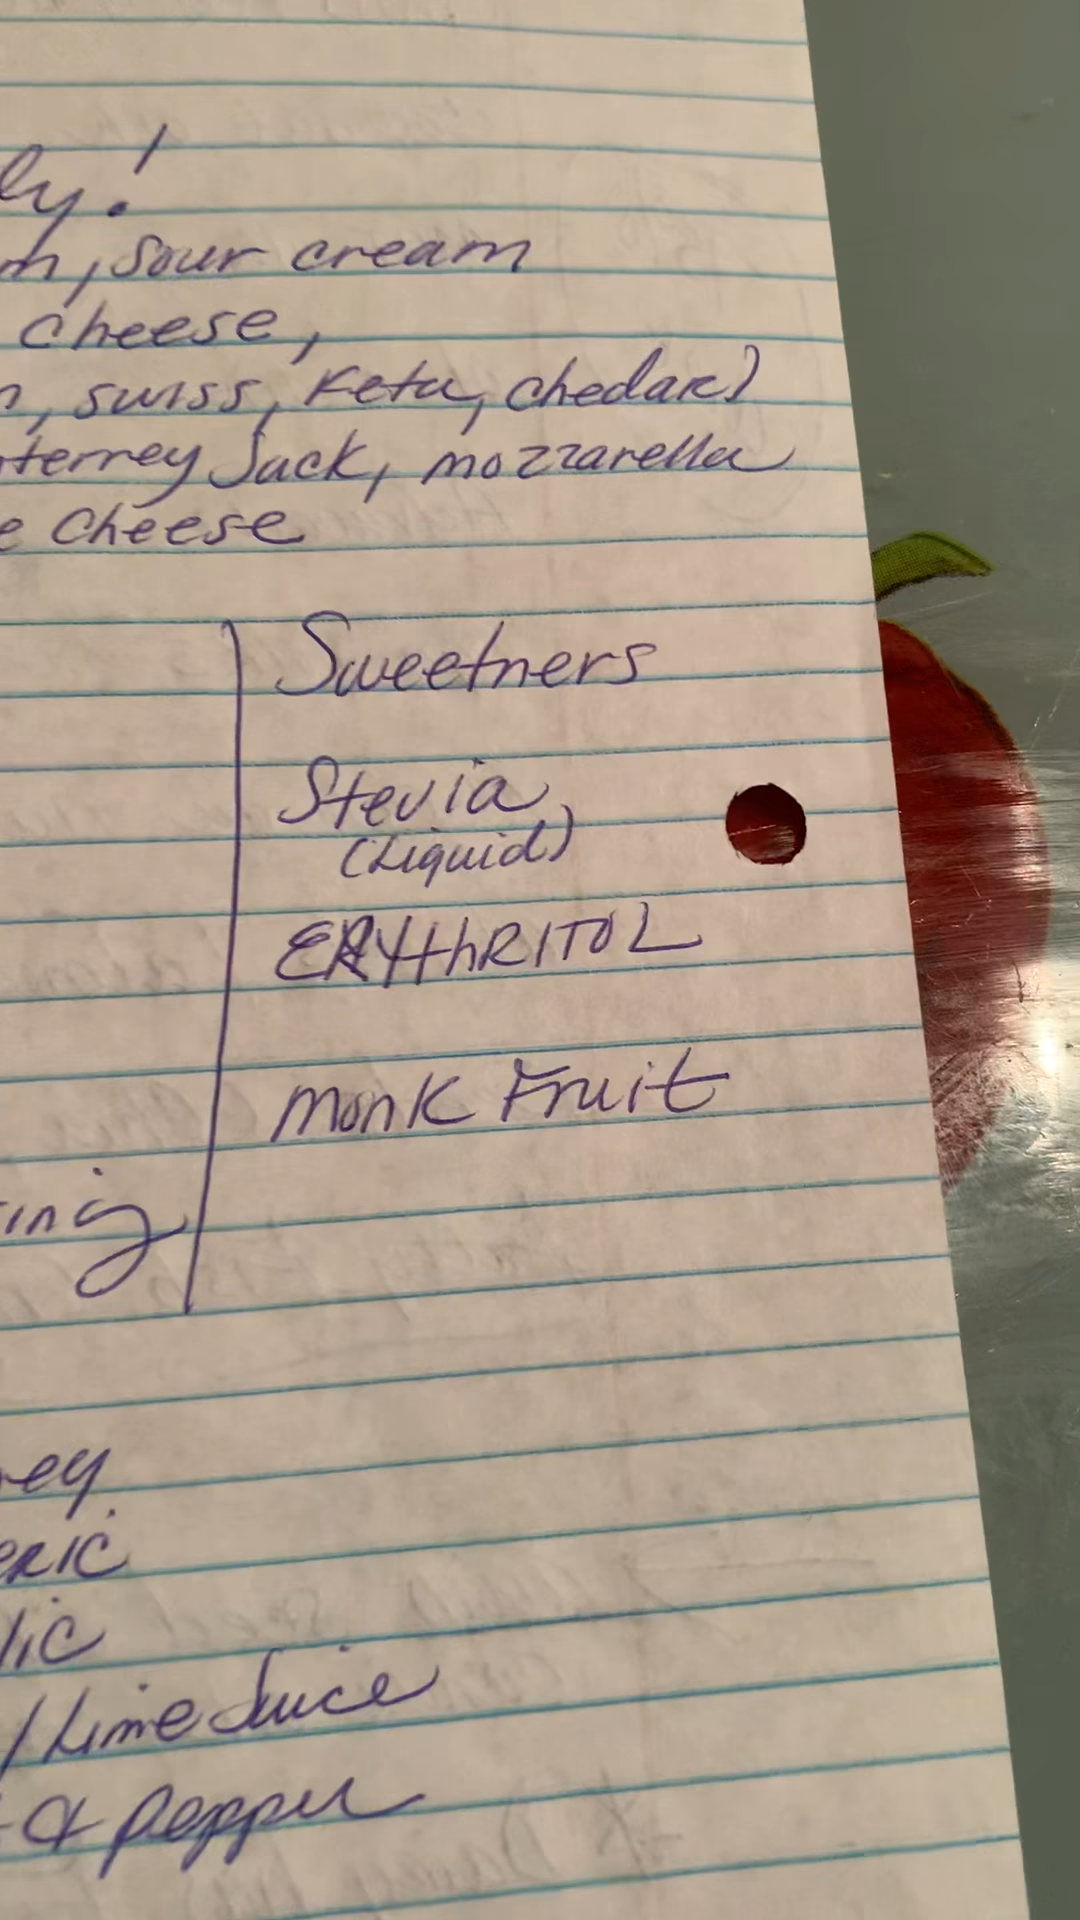 ly!
m, sour cream
cheese,
n, swiss, Feta, chedar)
terrey Jack, mozzarella
e cheese
Sweetners
Stevia
(Liquid)
ERYthRITOL
monk Fruit
ing
ey
eric
lic
/ Lime Juice
& pepper